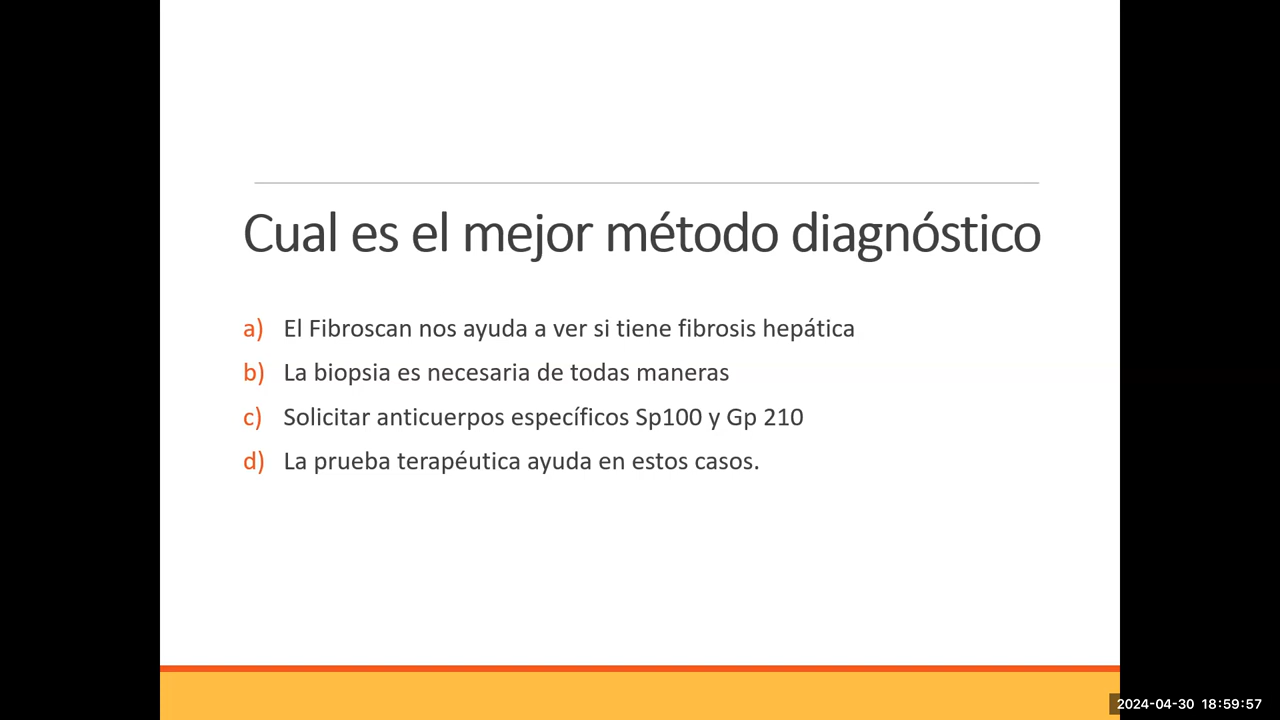 Cual es el mejor método diagnóstico
a) El Fibroscan nos ayuda a ver si tiene fibrosis hepática
b) La biopsia es necesaria de todas maneras
c) Solicitar anticuerpos específicos Sp100 y Gp 210
d) La prueba terapéutica ayuda en estos casos.
2024-04-30 18:59:57